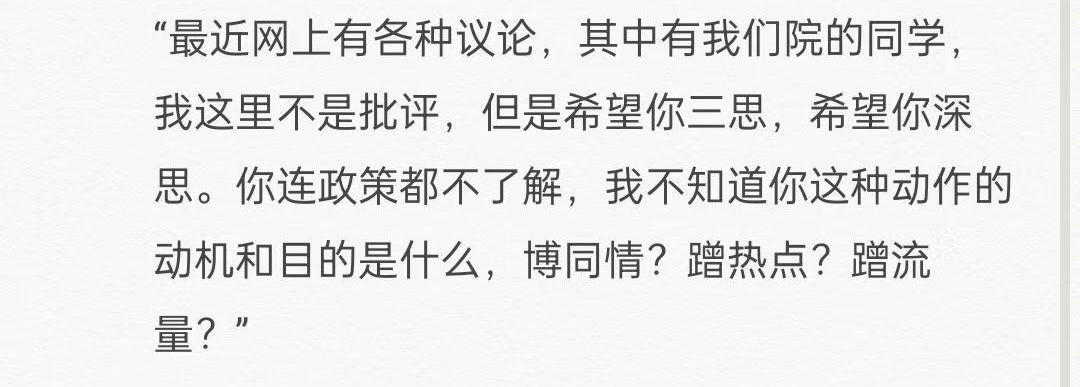 “最近网上有各种议论，其中有我们院的同学，
我这里不是批评，但是希望你三思，希望你深
思。你连政策都不了解，我不知道你这种动作的
动机和目的是什么，博同情？蹭热点？蹭流
量？”